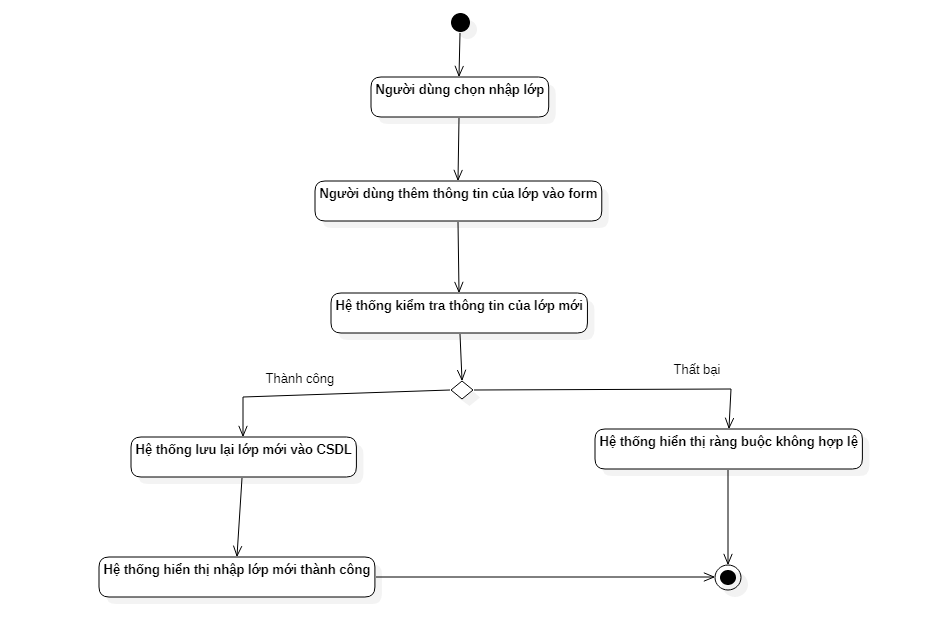 Người dùng chọn nhập lớp
Người dùng thêm thông tin của lớp vào form
Hệ thống kiểm tra thông tin của lớp mới
Thành công
Thất bại
Hệ thống lưu lại lớp mới vào CSDL
Hệ thống hiển thị ràng buộc không hợp lệ
Hệ thống hiển thị nhập lớp mới thành công